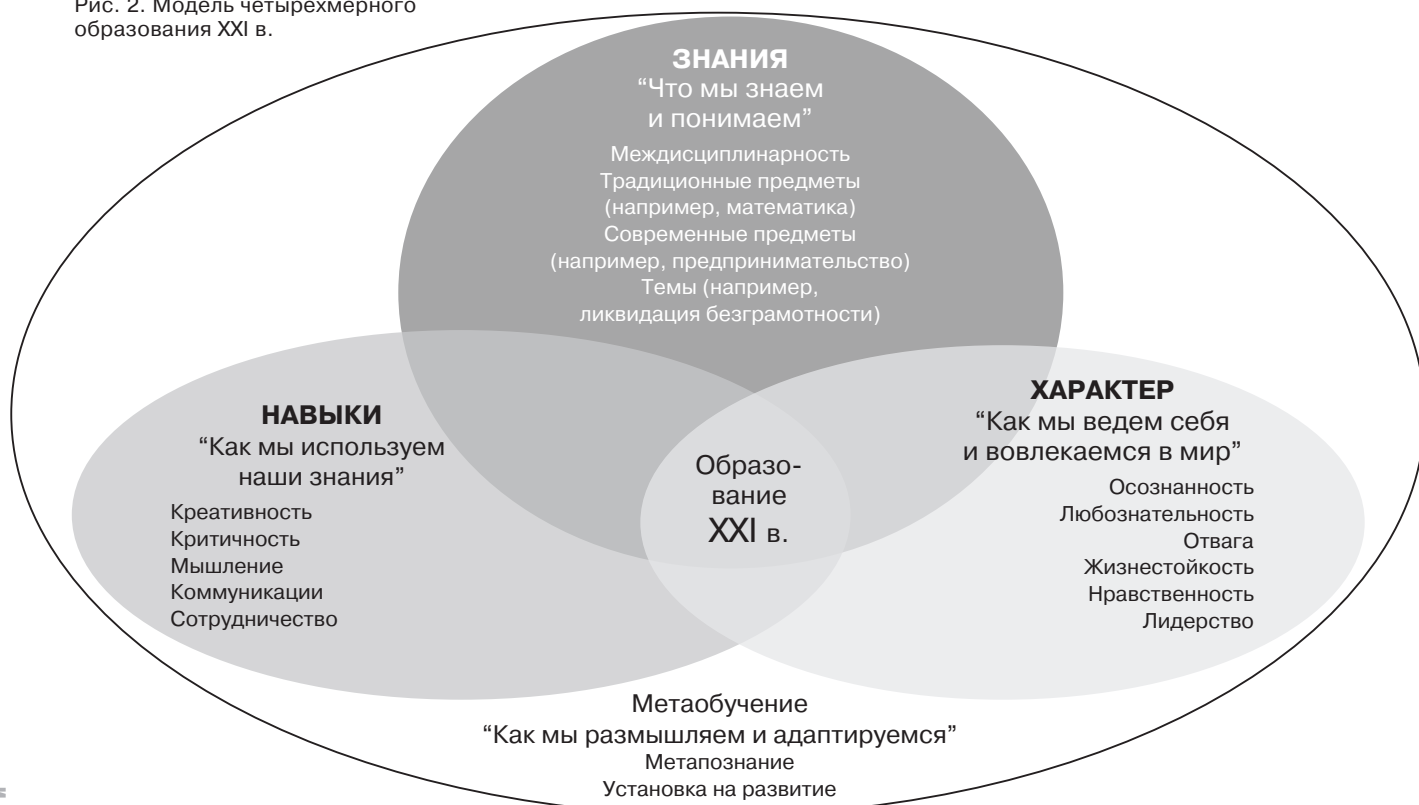 Рис. 2. Модель четырехмерного
образования XXI в.
ЗНАНИЯ
“Что мы знаем
и понимаем”
Междисциплинарность
Традиционные предметы
(например, математика)
Современные предметы
(например, предпринимательство)
Темы (например,
ликвидация безграмотности)
НАВЫКИ
“Как мы используем
наши знания”
Креативность
Критичность
Мышление
Коммуникации
Сотрудничество
Образо-
вание
XXI в.
ХАРАКТЕР
“Как мы ведем себя
и вовлекаемся в мир”
Осознанность
Любознательность
Отвага
Жизнестойкость
Нравственность
Лидерство
Метаобучение
“Как мы размышляем и адаптируемся”
Метапознание
Установка на развитие